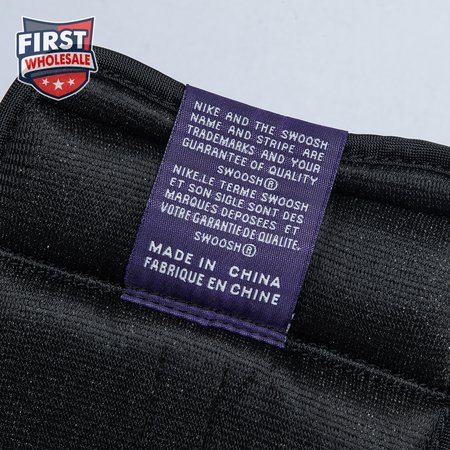 FIRST
WHOLESALE
NIKE AND THE SWOOSH
NAME AND STRIPE ARE
TRADEMARKS AND YOUR
GUARANTEE OF QUALITY
SWOOSH®
NIKE.LE TERME SWOOSH
ET SON SIGLE SONT DES
MARQUES DEPOSEES ET
VOTRE GARANTIE DE QUALITE.
SWOOSH®
MADE IN CHINA
FABRIQUE EN CHINE